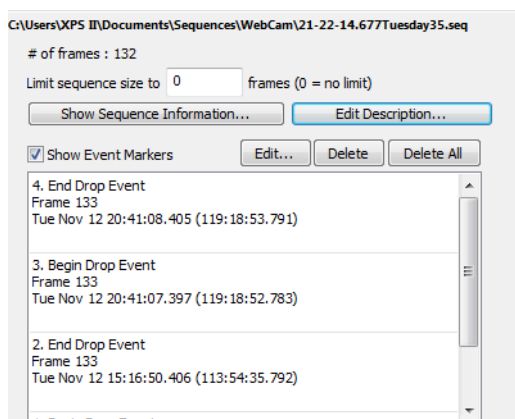 C:\Users\XPS II\Documents\Sequences\WebCam\21-22-14.677Tuesday35.seq
# of frames : 132
Limit sequence size to 0 frames (0 = no limit)
Show Sequence Information... Edit Description...
Show Event Markers Edit... Delete Delete All
4. End Drop Event
Frame 133
Tue Nov 12 20:41:08.405 (119:18:53.791)
3. Begin Drop Event
Frame 133
Tue Nov 12 20:41:07.397 (119:18:52.783)
2. End Drop Event
Frame 133
Tue Nov 12 15:16:50.406 (113:54:35.792)